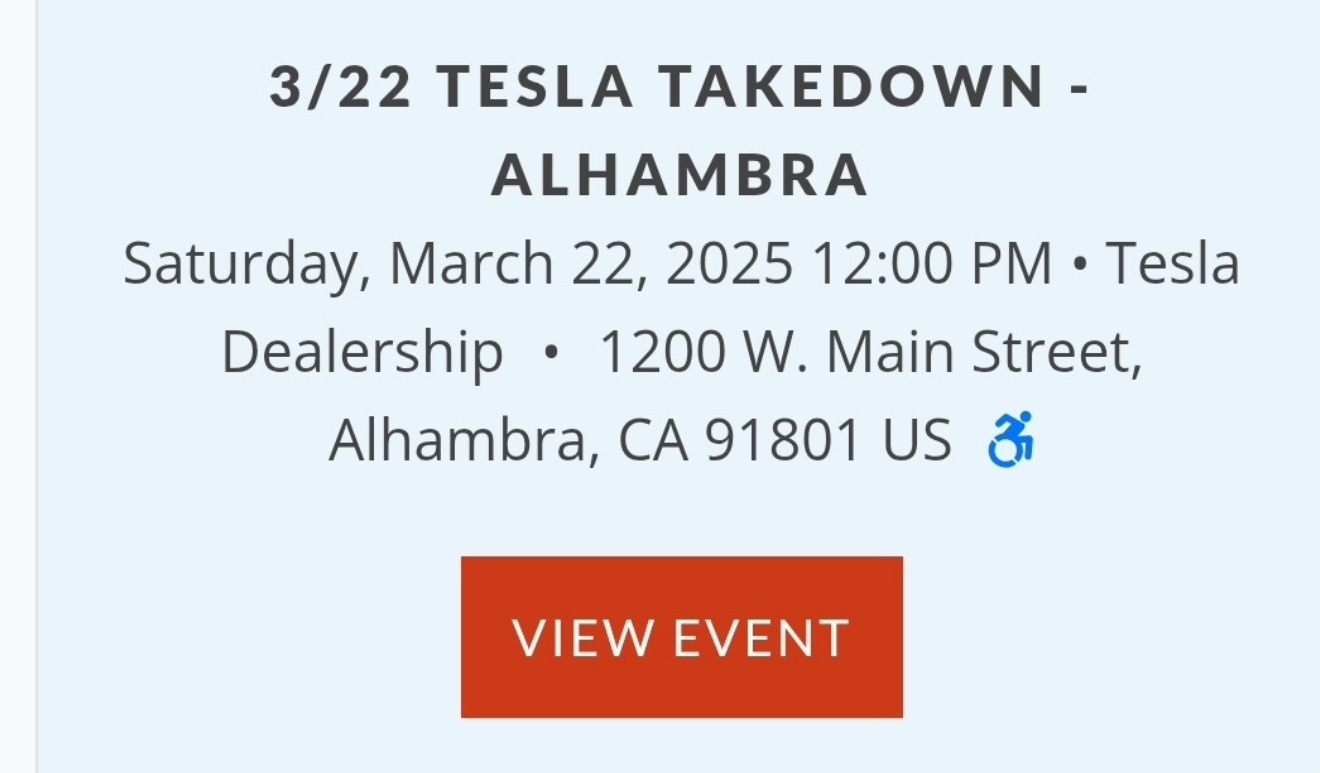 3/22 TESLA TAKEDOWN -
ALHAMBRA
Saturday, March 22, 2025 12:00 PM • Tesla
Dealership • 1200 W. Main Street,
Alhambra, CA 91801 US
VIEW EVENT